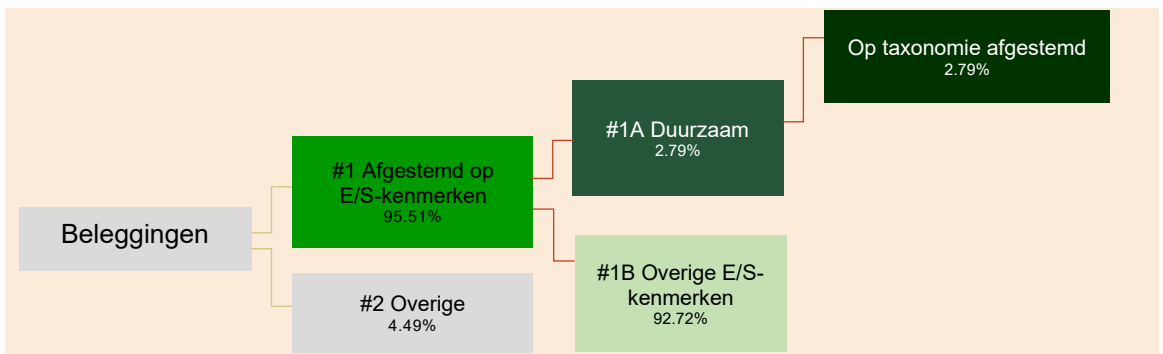 Beleggingen
#1 Afgestemd op
E/S-kenmerken
95.51%
#2 Overige
4.49%
#1A Duurzaam
2.79%
#1B Overige E/S-
kenmerken
92.72%
Op taxonomie afgestemd
2.79%